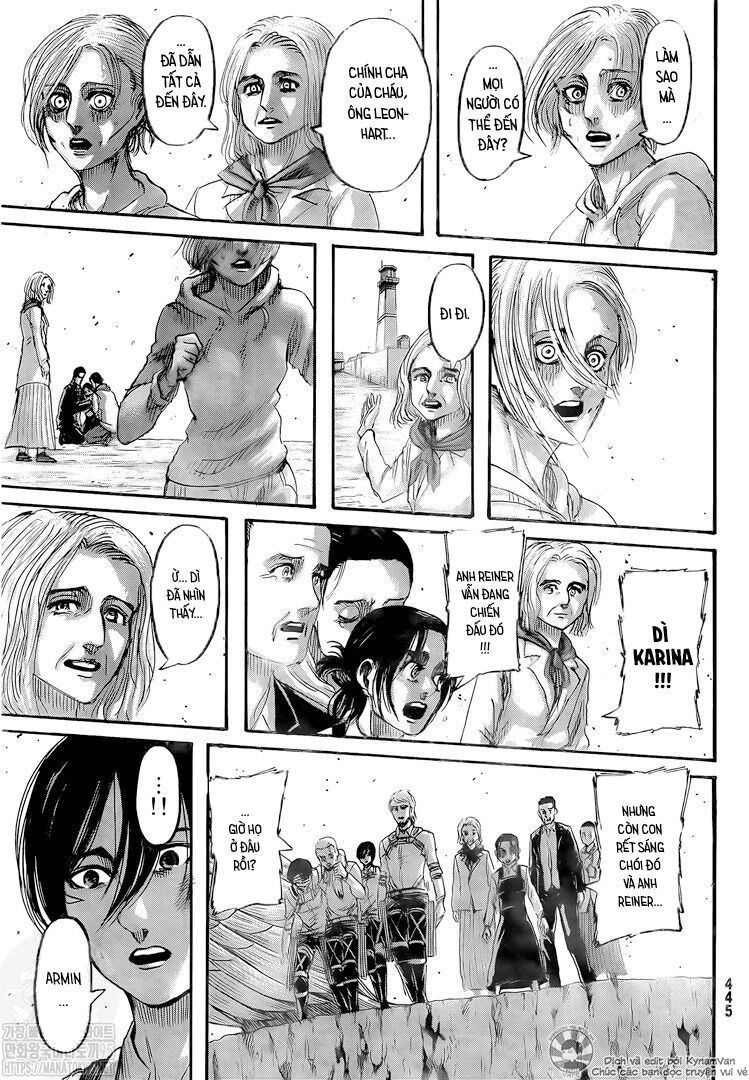 LÀM
SAO
MÀ
...
MỌI
NGƯỜI CÓ
THỂ ĐẾN
ĐÂY?
CHÍNH CHA
CỦA CHÁU,
ÔNG LEON-
HART...
...
ĐÃ DẪN
TẤT CẢ
ĐẾN ĐÂY.
ĐI ĐI.
DÌ
KARINA
!!!
ANH REINER
VẪN ĐANG
CHIẾN
ĐẤU ĐÓ
!!!
Ừ... DÌ
ĐÃ NHÌN
THẤY...
NHƯNG
CÒN CON
RẾT SÁNG
CHÓI ĐÓ
VÀ ANH
REINER...
...
GIỜ HỌ
Ở ĐÂU
RỒI?
...!!
ARMIN
...
445
HTTPS://MANATOKI
Dịch và edit bởi KynamVan
Chúc các bạn đọc truyện vui vẻ